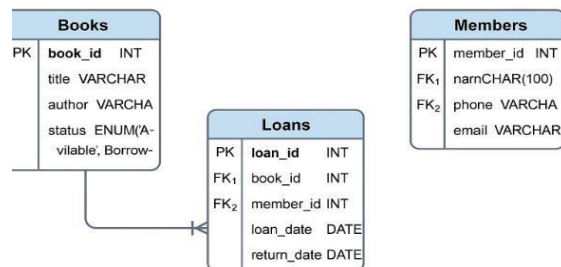 Books
PK book_id INT
title VARCHAR
author VARCHA
status ENUM('A-
vilable', Borrow-
Members
PK member_id INT
FK₁ narnCHAR(100)
FK₂ phone VARCHA
email VARCHAR
Loans
PK loan_id INT
FK₁ book_id INT
FK₂ member_id INT
loan_date DATE
return_date DATE